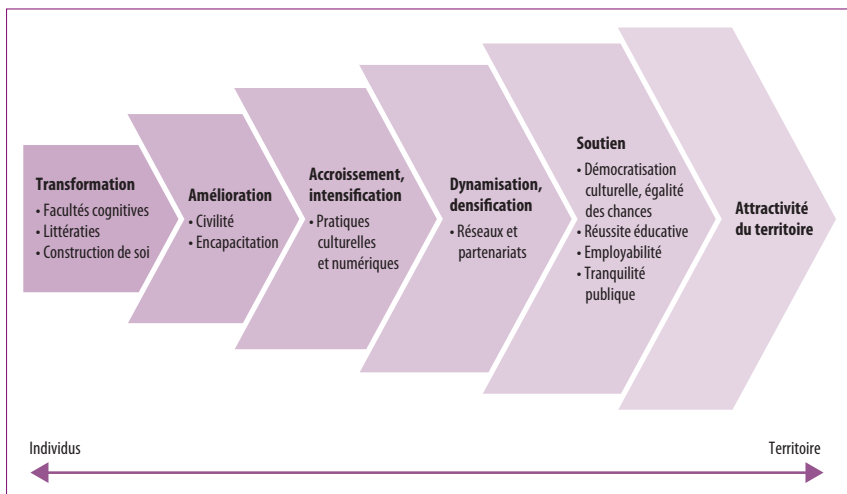 Transformation
• Facultés cognitives
• Littératies
• Construction de soi
Amélioration
• Civilité
• Encapacitation
Accroissement,
intensification
• Pratiques
culturelles
et numériques
Dynamisation,
densification
• Réseaux et
partenariats
Soutien
• Démocratisation
culturelle, égalité
des chances
• Réussite éducative
• Employabilité
• Tranquilité
publique
Attractivité
du territoire
Individus
Territoire